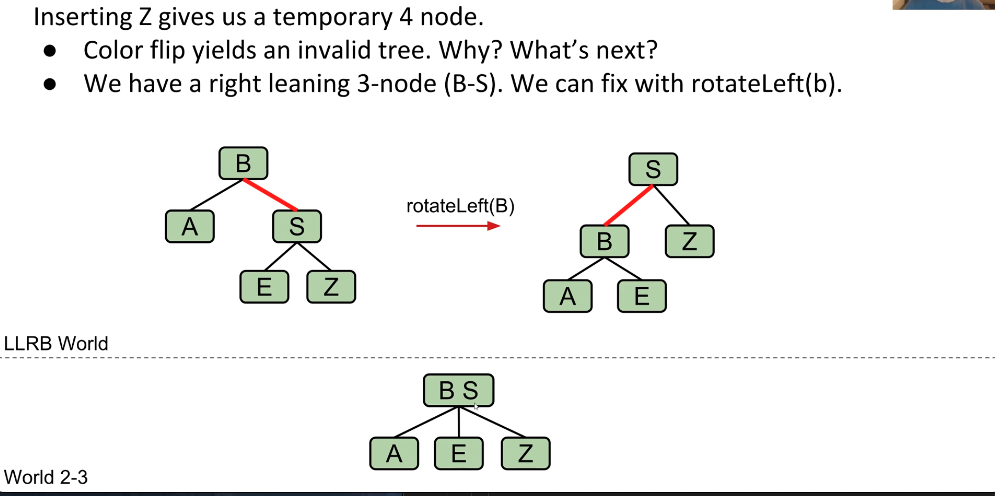 Inserting Z gives us a temporary 4 node.
● Color flip yields an invalid tree. Why? What's next?
● We have a right leaning 3-node (B-S). We can fix with rotateLeft(b).
B
S
rotateLeft(B)
A
S
B
Z
E
Z
A
E
LLRB World
B S
A
E
Z
World 2-3